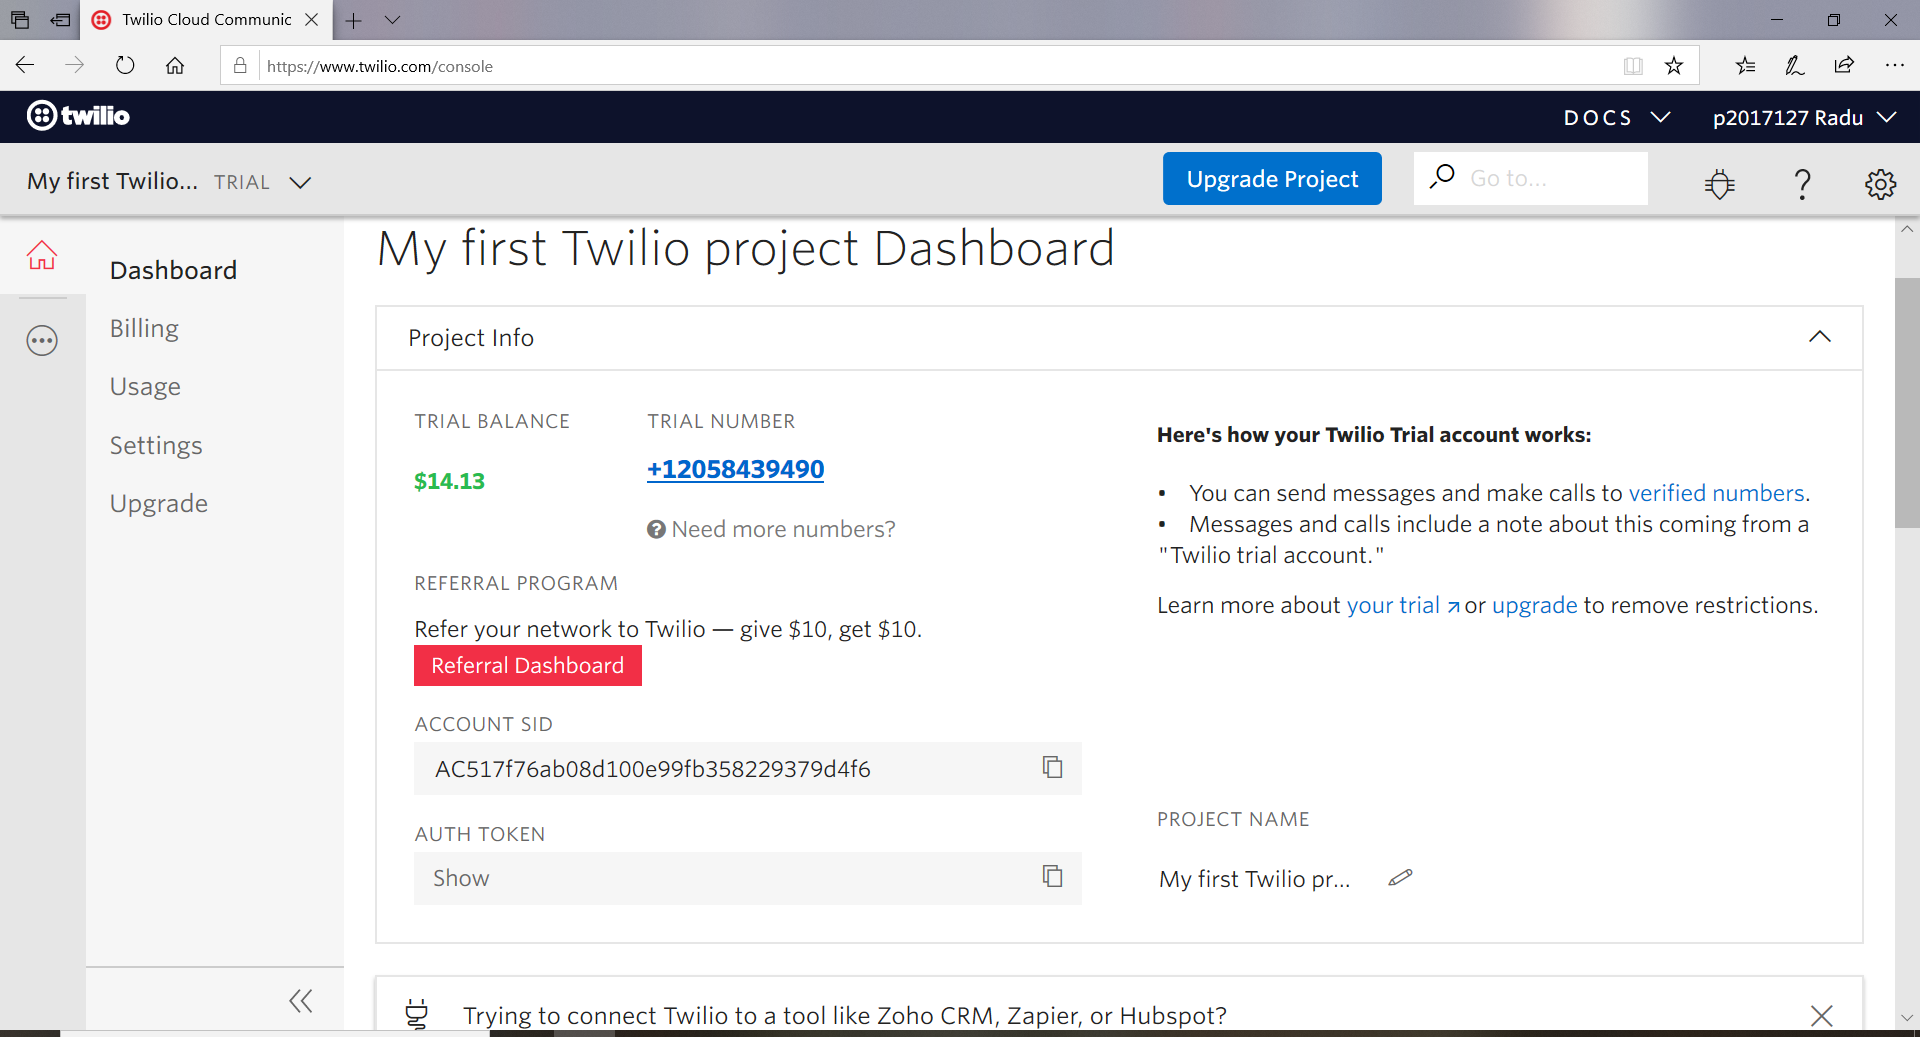 Twilio Cloud Communic
https://www.twilio.com/console
twilio
DOCS
p2017127 Radu
My first Twilio... TRIAL
Upgrade Project
Go to...
Dashboard
Billing
Usage
Settings
Upgrade
My first Twilio project Dashboard
Project Info
TRIAL BALANCE
$14.13
TRIAL NUMBER
+12058439490
Need more numbers?
REFERRAL PROGRAM
Refer your network to Twilio — give $10, get $10.
Referral Dashboard
ACCOUNT SID
AC517f76ab08d100e99fb358229379d4f6
AUTH TOKEN
Show
Here's how your Twilio Trial account works:
• You can send messages and make calls to verified numbers.
• Messages and calls include a note about this coming from a
"Twilio trial account."
Learn more about your trial or upgrade to remove restrictions.
PROJECT NAME
My first Twilio pr...
Trying to connect Twilio to a tool like Zoho CRM, Zapier, or Hubspot?